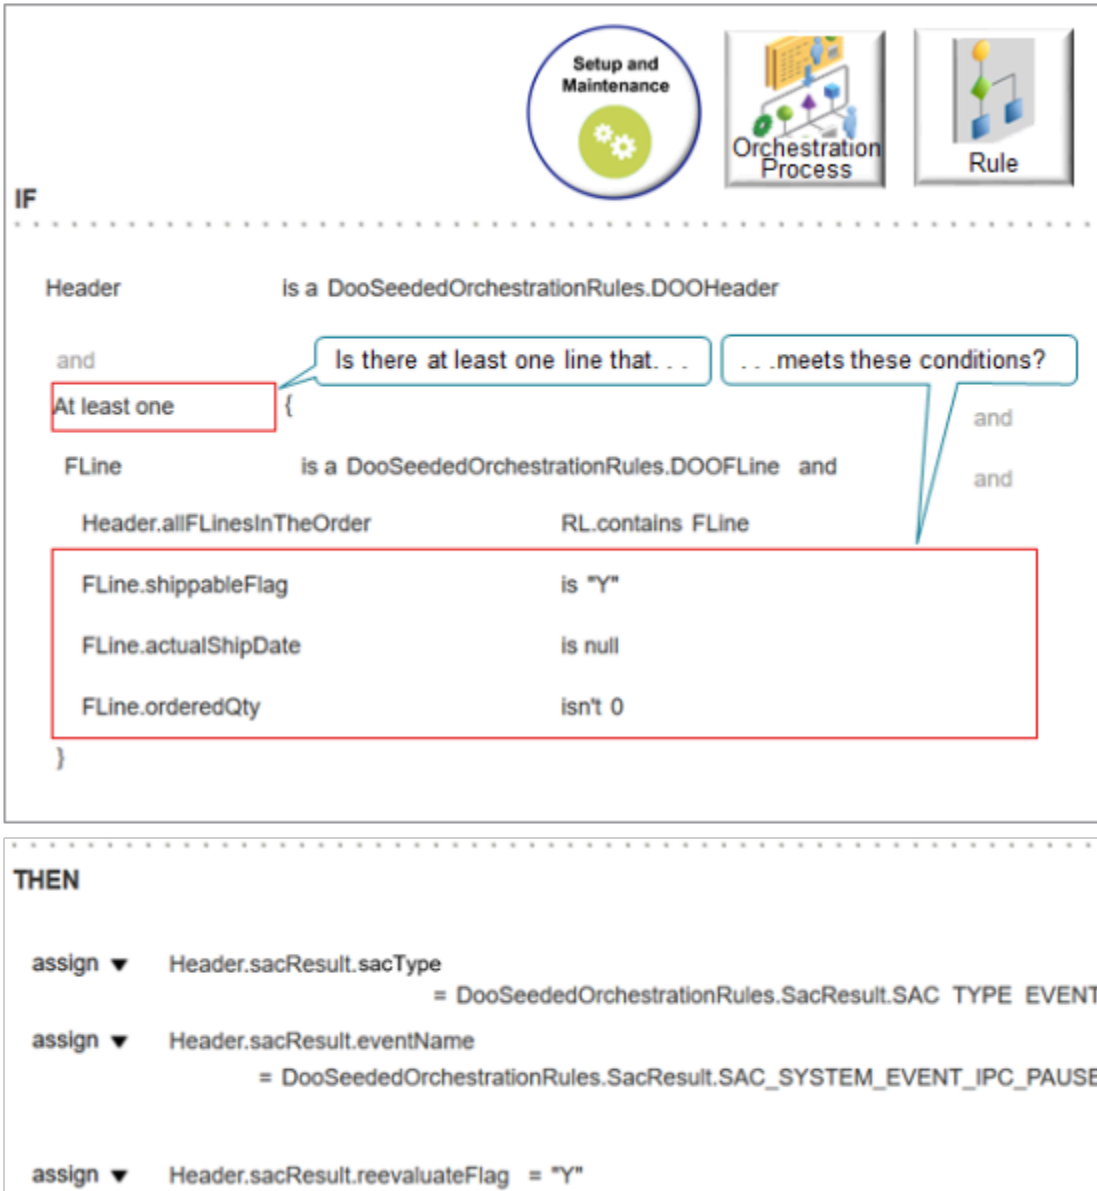 Setup and
Maintenance
Orchestration
Process
Rule
IF
Header is a DooSeededOrchestrationRules.DOOHeader
and
Is there at least one line that. . .
. . .meets these conditions?
At least one {
and
FLine is a DooSeededOrchestrationRules.DOOFLine and
and
Header.allFLinesInTheOrder RL.contains FLine
FLine.shippableFlag is "Y"
FLine.actualShipDate is null
FLine.orderedQty isn't 0
}
THEN
assign Header.sacResult.sacType
= DooSeededOrchestrationRules.SacResult.SAC TYPE EVENT
assign Header.sacResult.eventName
= DooSeededOrchestrationRules.SacResult.SAC_SYSTEM_EVENT_IPC_PAUSE
assign Header.sacResult.reevaluateFlag = "Y"